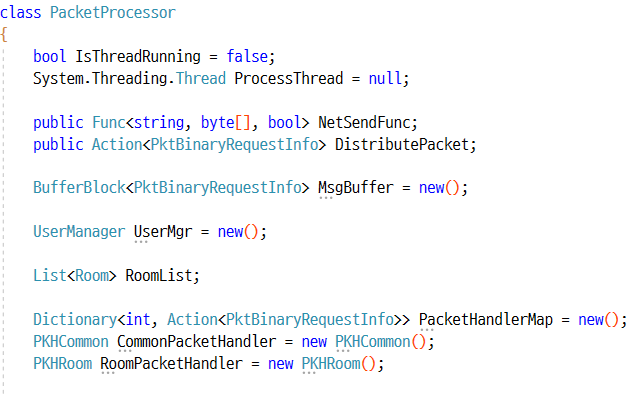 class PacketProcessor
{
bool IsThreadRunning = false;
System.Threading.Thread ProcessThread = null;
public Func<string, byte[], bool> NetSendFunc;
public Action<PktBinaryRequestInfo> DistributePacket;
BufferBlock<PktBinaryRequestInfo> MsgBuffer = new();
UserManager UserMgr = new();
List<Room> RoomList;
Dictionary<int, Action<PktBinaryRequestInfo>> PacketHandlerMap = new();
PKHCommon CommonPacketHandler = new PKHCommon();
PKHRoom RoomPacketHandler = new PKHRoom();